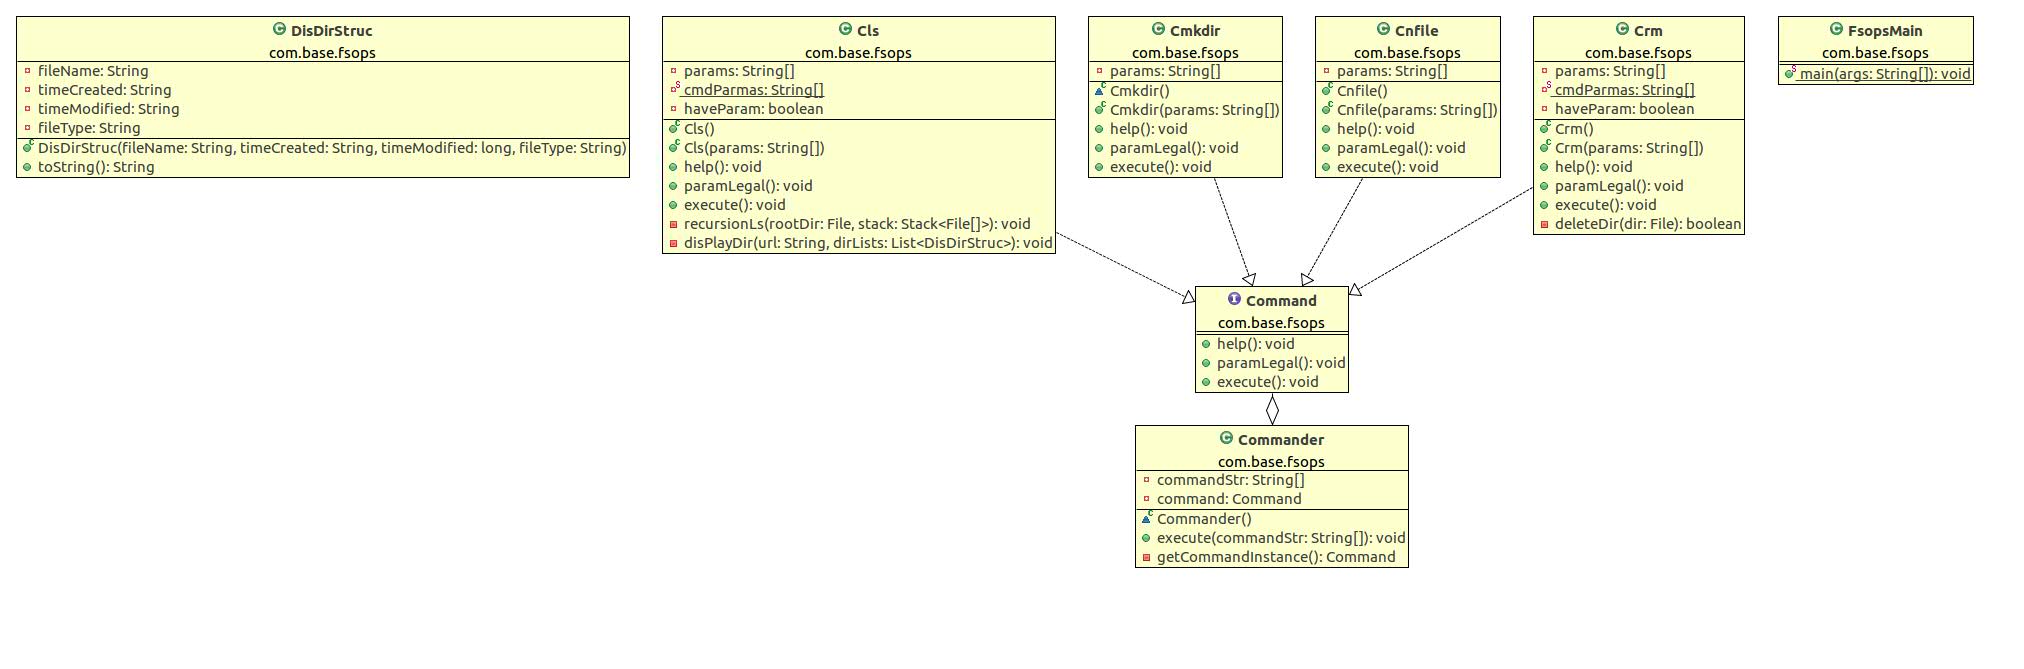 DisDirStruc
com.base.fsops
fileName: String
timeCreated: String
timeModified: String
fileType: String
DisDirStruc(fileName: String, timeCreated: String, timeModified: long, fileType: String)
toString(): String
Cls
com.base.fsops
params: String[]
cmdParmas: String[]
haveParam: boolean
Cls()
Cls(params: String[])
help(): void
paramLegal(): void
execute(): void
recursionLs(rootDir: File, stack: Stack<File[]>): void
disPlayDir(url: String, dirLists: List<DisDirStruc>): void
Cmkdir
com.base.fsops
params: String[]
Cmkdir()
Cmkdir(params: String[])
help(): void
paramLegal(): void
execute(): void
Cnfile
com.base.fsops
params: String[]
Cnfile()
Cnfile(params: String[])
help(): void
paramLegal(): void
execute(): void
Crm
com.base.fsops
params: String[]
cmdParmas: String[]
haveParam: boolean
Crm()
Crm(params: String[])
help(): void
paramLegal(): void
execute(): void
deleteDir(dir: File): boolean
FsopsMain
com.base.fsops
main(args: String[]): void
Command
com.base.fsops
help(): void
paramLegal(): void
execute(): void
Commander
com.base.fsops
commandStr: String[]
command: Command
Commander()
execute(commandStr: String[]): void
getCommandInstance(): Command